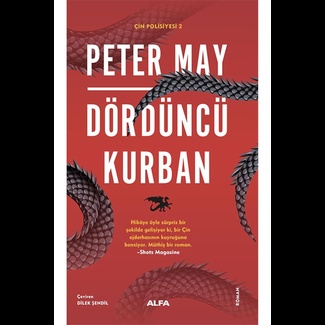 ÇİN POLİSİYESİ 2
PETER MAY
DÖRDÜNCÜ
KURBAN
Hikâye öyle sürpriz bir
şekilde gelişiyor ki, bir Çin
ejderhasının kuyruğuna
benziyor. Müthiş bir roman.
–Shots Magazine
Çeviren
DİLEK ŞENDİL
ALFA
ROMAN